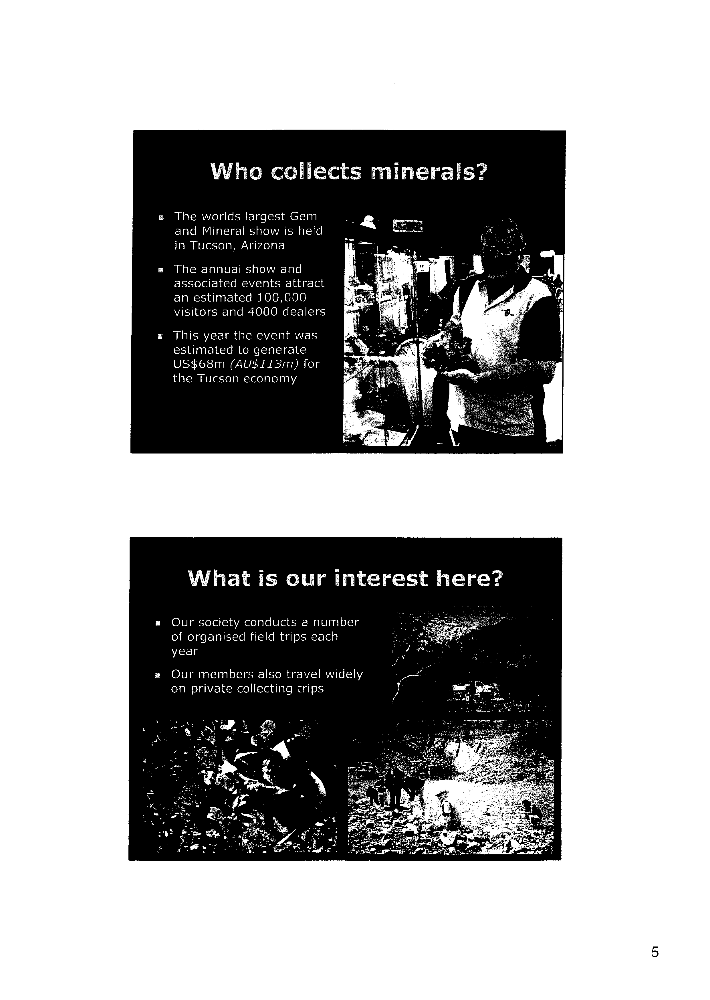 Who collects minerals?
The worlds largest Gem
and Mineral show is held
in Tucson, Arizona
The annual show and
associated events attract
an estimated 100,000
visitors and 4000 dealers
This year the event was
estimated to generate
US$68m (AU$113m) for
the Tucson economy
What is our interest here?
Our society conducts a number
of organised field trips each
year
Our members also travel widely
on private collecting trips
5